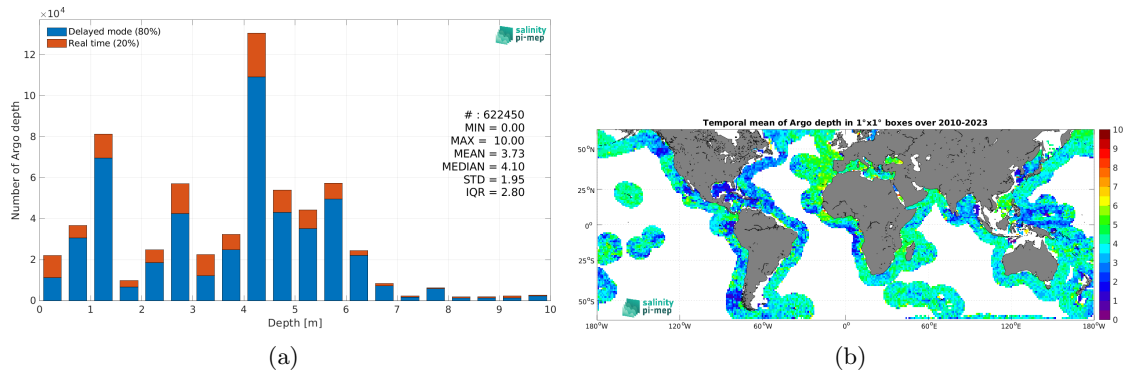 ×10⁴
Delayed mode (80%)
Real time (20%)
salinity
pi-mep
# : 622450
MIN = 0.00
MAX = 10.00
MEAN = 3.73
MEDIAN = 4.10
STD = 1.95
IQR = 2.80
Number of Argo depth
14
12
10
8
6
4
2
0
0 1 2 3 4 5 6 7 8 9 10
Depth [m]
(a)
Temporal mean of Argo depth in 1°x1° boxes over 2010-2023
50°N
25°N
0°
25°S
50°S
180°W 120°W 60°W 0° 60°E 120°E 180°W
salinity
pi-mep
10
9
8
7
6
5
4
3
2
1
0
(b)